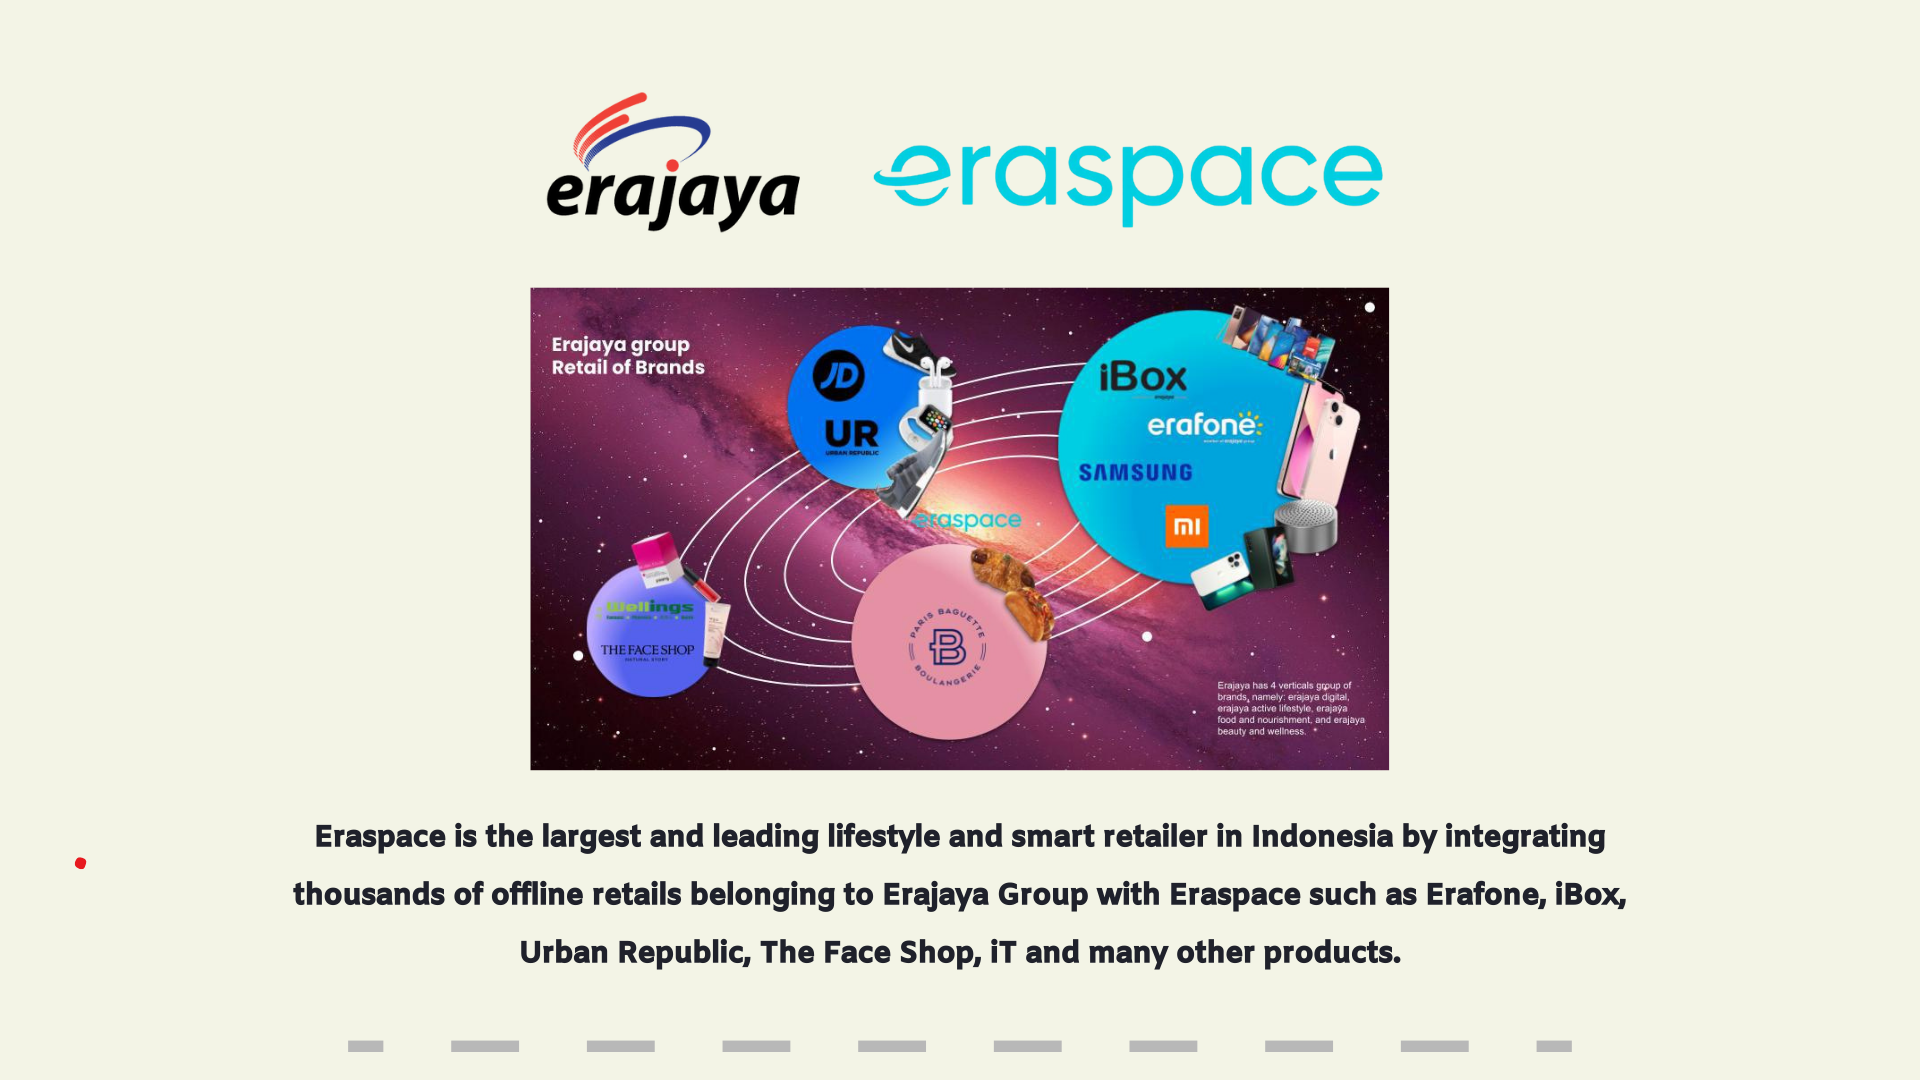 erajaya
eraspace
Erajaya group
Retail of Brands
JD
UR
URBAN REPUBLIC
iBox
erafone
SAMSUNG
mi
eraspace
Wellings
THE FACE SHOP
NATURAL STORY
PARIS BAGUETTE
B
BOULANGERIE
Erajaya has 4 verticals group of
brands, namely: erajaya digital,
erajaya active lifestyle, erajaya
food and nourishment, and erajaya
beauty and wellness.
Eraspace is the largest and leading lifestyle and smart retailer in Indonesia by integrating
thousands of offline retails belonging to Erajaya Group with Eraspace such as Erafone, iBox,
Urban Republic, The Face Shop, iT and many other products.